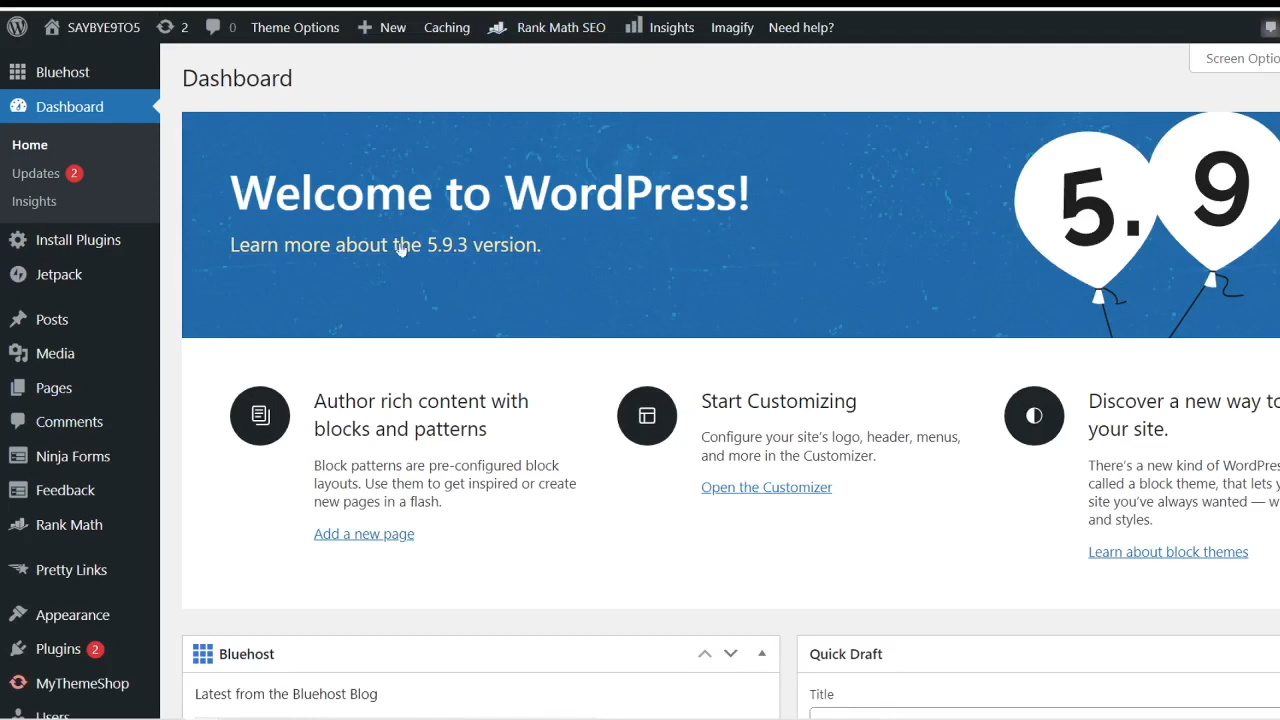 SAYBYE9TO5 2 0 Theme Options New Caching Rank Math SEO Insights Imagify Need help?
Bluehost
Dashboard
Home
Updates 2
Insights
Install Plugins
Jetpack
Posts
Media
Pages
Comments
Ninja Forms
Feedback
Rank Math
Pretty Links
Appearance
Plugins 2
MyThemeShop
Users
Screen Optio
Dashboard
Welcome to WordPress!
Learn more about the 5.9.3 version.
5.9
Author rich content with
blocks and patterns
Block patterns are pre-configured block
layouts. Use them to get inspired or create
new pages in a flash.
Add a new page
Start Customizing
Configure your site's logo, header, menus,
and more in the Customizer.
Open the Customizer
Discover a new way to
your site.
There's a new kind of WordPres
called a block theme, that lets y
site you've always wanted — w
and styles.
Learn about block themes
Bluehost
Latest from the Bluehost Blog
Quick Draft
Title